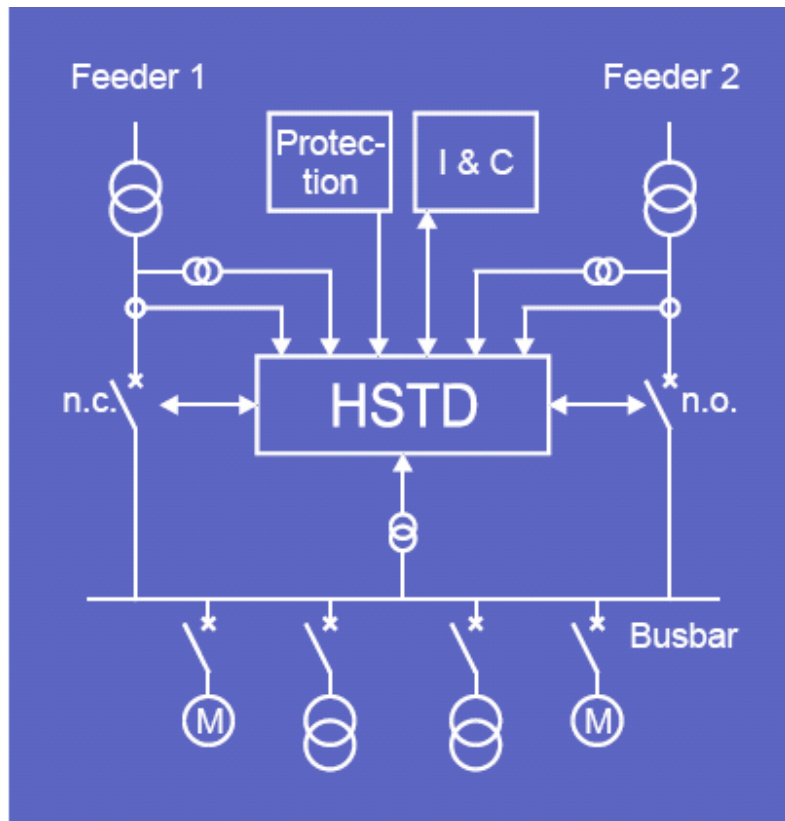 Feeder 1
Feeder 2
Protec-
tion
I & C
n.c.
HSTD
n.o.
Busbar
M
M